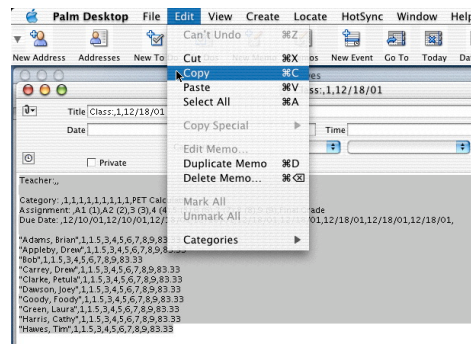 Palm Desktop File Edit View Create Locate HotSync Window Help
New Address Addresses New To New Event Go To Today
Can't Undo ⌘Z
Cut ⌘X
Copy ⌘C
Paste ⌘V
Select All ⌘A
Copy Special
Edit Memo...
Duplicate Memo ⌘D
Delete Memo... ⌘⌫
Mark All
Unmark All
Categories
ss:,1,12/18/01
Title Class:,1,12/18/01
Date
Time
Private
Teacher:,,
Category: ,1,1,1,1,1,1,1,1,PET Calc
Assignment: ,A1 (1),A2 (2),3 (3),4 (4
Due Date: ,12/10/01,12/10/01,12/ 12/18/01,12/18/01,12/18/01,
"Adams, Brian",1,1.5,3,4,5,6,7,8,9,83.33
"Appleby, Drew",1,1.5,3,4,5,6,7,8,9,83.33
"Bob",1,1.5,3,4,5,6,7,8,9,83.33
"Carrey, Drew",1,1.5,3,4,5,6,7,8,9,83.33
"Clarke, Petula",1,1.5,3,4,5,6,7,8,9,83.33
"Dawson, Joey",1,1.5,3,4,5,6,7,8,9,83.33
"Goody, Foody",1,1.5,3,4,5,6,7,8,9,83.33
"Green, Laura",1,1.5,3,4,5,6,7,8,9,83.33
"Harris, Cathy",1,1.5,3,4,5,6,7,8,9,83.33
"Hawes, Tim",1,1.5,3,4,5,6,7,8,9,83.33